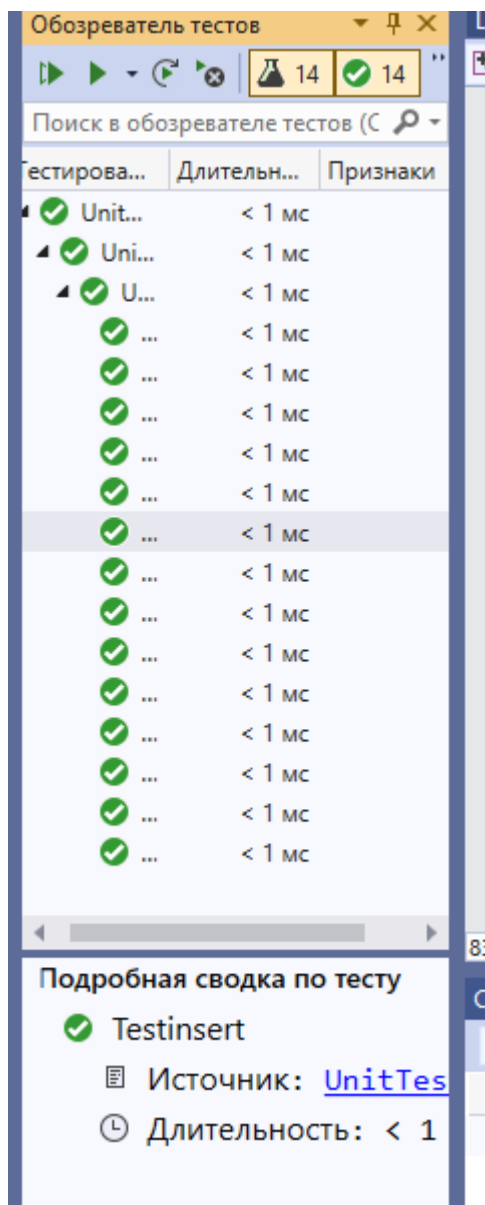 Обозреватель тестов
14 14 "
Поиск в обозревателе тестов (С
Тестирова... Длительн... Признаки
Unit... < 1 мс
Uni... < 1 мс
U... < 1 мс
... < 1 мс
... < 1 мс
... < 1 мс
... < 1 мс
... < 1 мс
... < 1 мс
... < 1 мс
... < 1 мс
... < 1 мс
... < 1 мс
... < 1 мс
... < 1 мс
... < 1 мс
... < 1 мс
Подробная сводка по тесту
Testinsert
Источник: UnitTes
Длительность: < 1